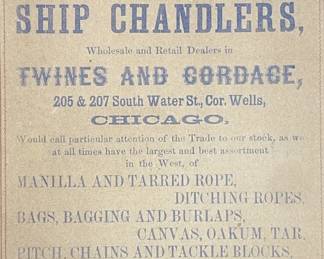 SHIP CHANDLERS,
Wholesale and Retail Dealers in
TWINES AND CORDAGE,
205 & 207 South Water St., Cor. Wells,
CHICAGO,
Would call particular attention of the Trade to our stock, as we
at all times have the largest and best assortment
in the West, of
MANILLA AND TARRED ROPE,
DITCHING ROPES,
BAGS, BAGGING AND BURLAPS,
CANVAS, OAKUM, TAR,
PITCH, CHAINS AND TACKLE BLOCKS,